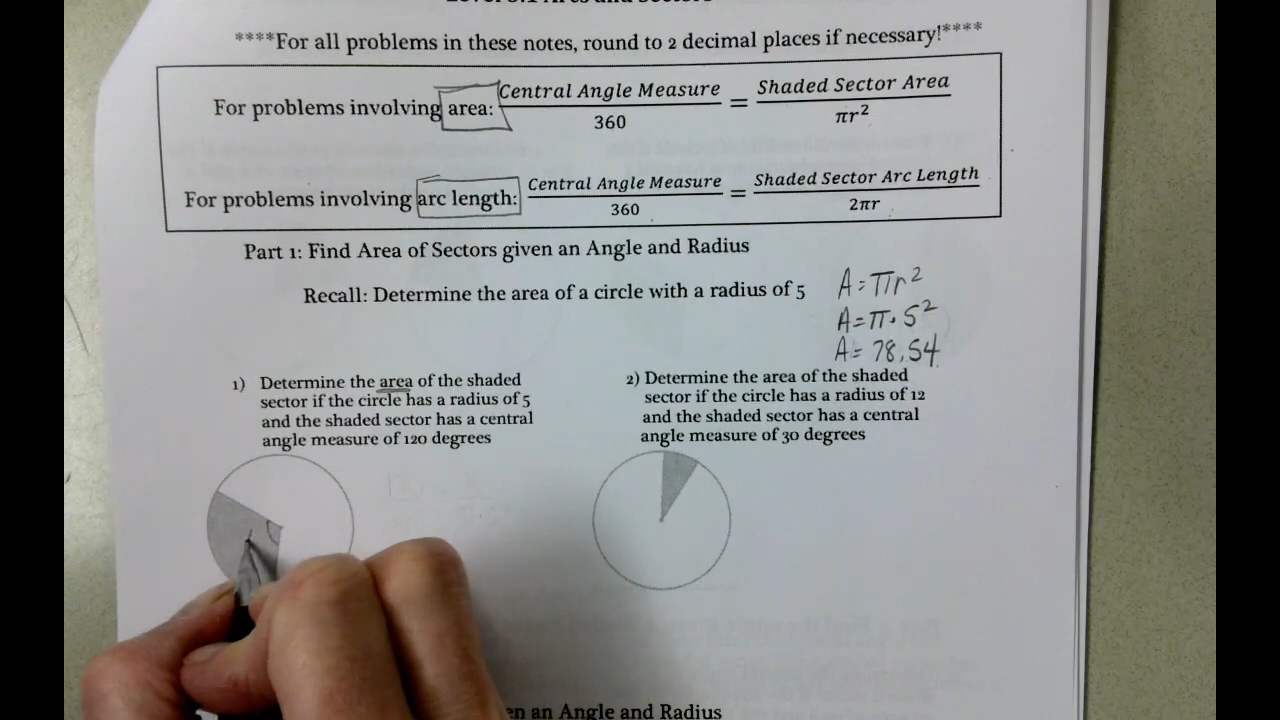 ****For all problems in these notes, round to 2 decimal places if necessary!****
For problems involving area: Central Angle Measure / 360 = Shaded Sector Area / πr²
For problems involving arc length: Central Angle Measure / 360 = Shaded Sector Arc Length / 2πr
Part 1: Find Area of Sectors given an Angle and Radius
Recall: Determine the area of a circle with a radius of 5
A=πr²
A=π·5²
A=78.54
1) Determine the area of the shaded
sector if the circle has a radius of 5
and the shaded sector has a central
angle measure of 120 degrees
2) Determine the area of the shaded
sector if the circle has a radius of 12
and the shaded sector has a central
angle measure of 30 degrees
an Angle and Radius